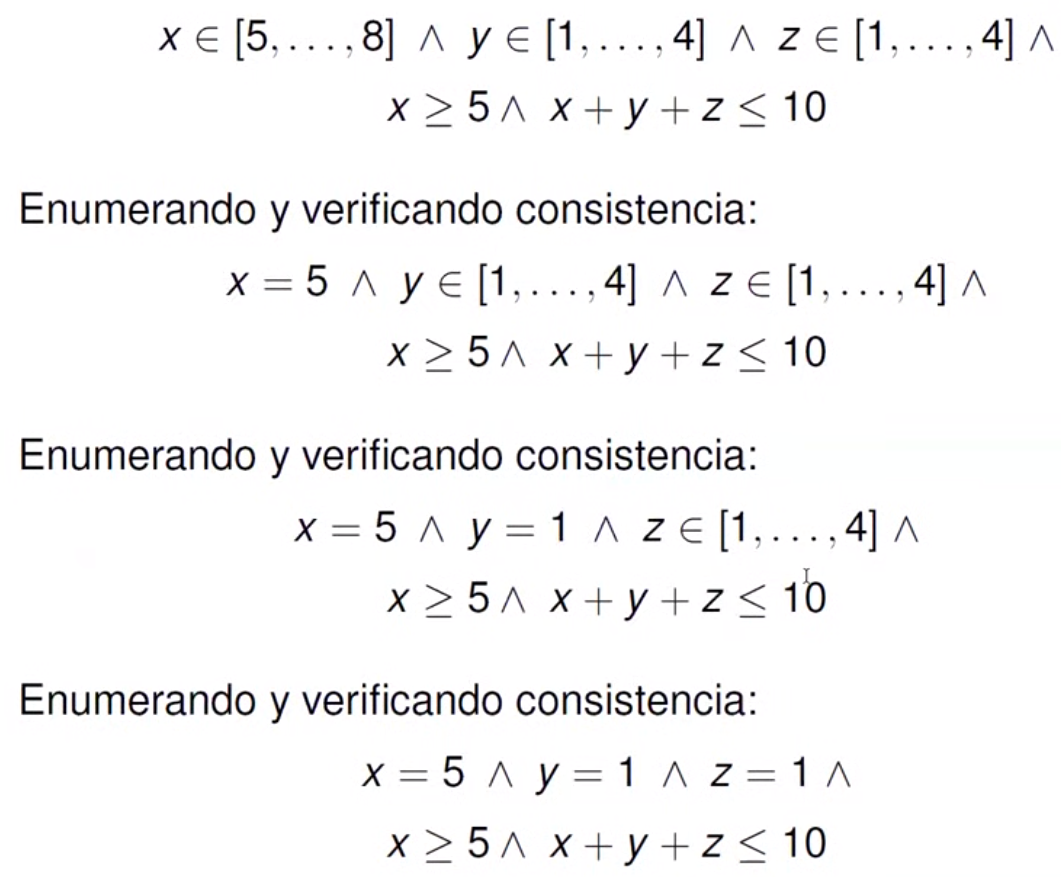 x ∈ [5, . . . , 8] ∧ y ∈ [1, . . . , 4] ∧ z ∈ [1, . . . , 4] ∧
x ≥ 5 ∧ x + y + z ≤ 10
Enumerando y verificando consistencia:
x = 5 ∧ y ∈ [1, . . . , 4] ∧ z ∈ [1, . . . , 4] ∧
x ≥ 5 ∧ x + y + z ≤ 10
Enumerando y verificando consistencia:
x = 5 ∧ y = 1 ∧ z ∈ [1, . . . , 4] ∧
x ≥ 5 ∧ x + y + z ≤ 10
Enumerando y verificando consistencia:
x = 5 ∧ y = 1 ∧ z = 1 ∧
x ≥ 5 ∧ x + y + z ≤ 10